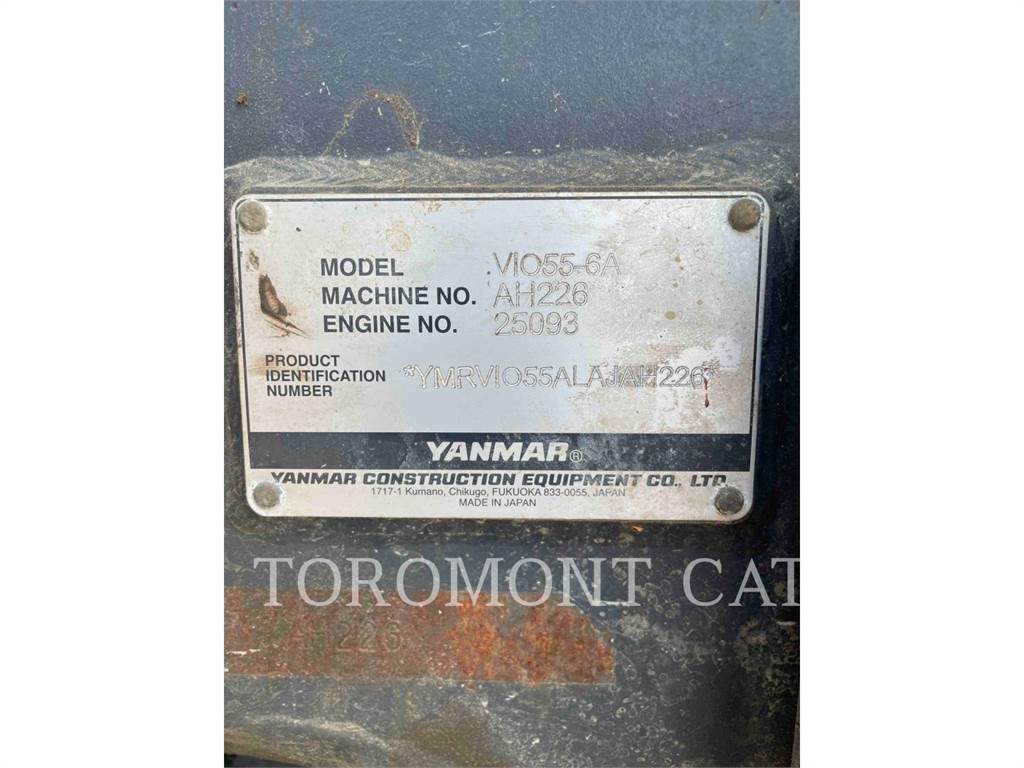 MODEL VIO55-6A
MACHINE NO. AH226
ENGINE NO. 25093
PRODUCT
IDENTIFICATION
NUMBER
*YMRVIO55ALAJAH226*
YANMAR®
YANMAR CONSTRUCTION EQUIPMENT CO., LTD.
1717-1 Kumano, Chikugo, FUKUOKA 833-0055, JAPAN
MADE IN JAPAN
TOROMONT CAT
226